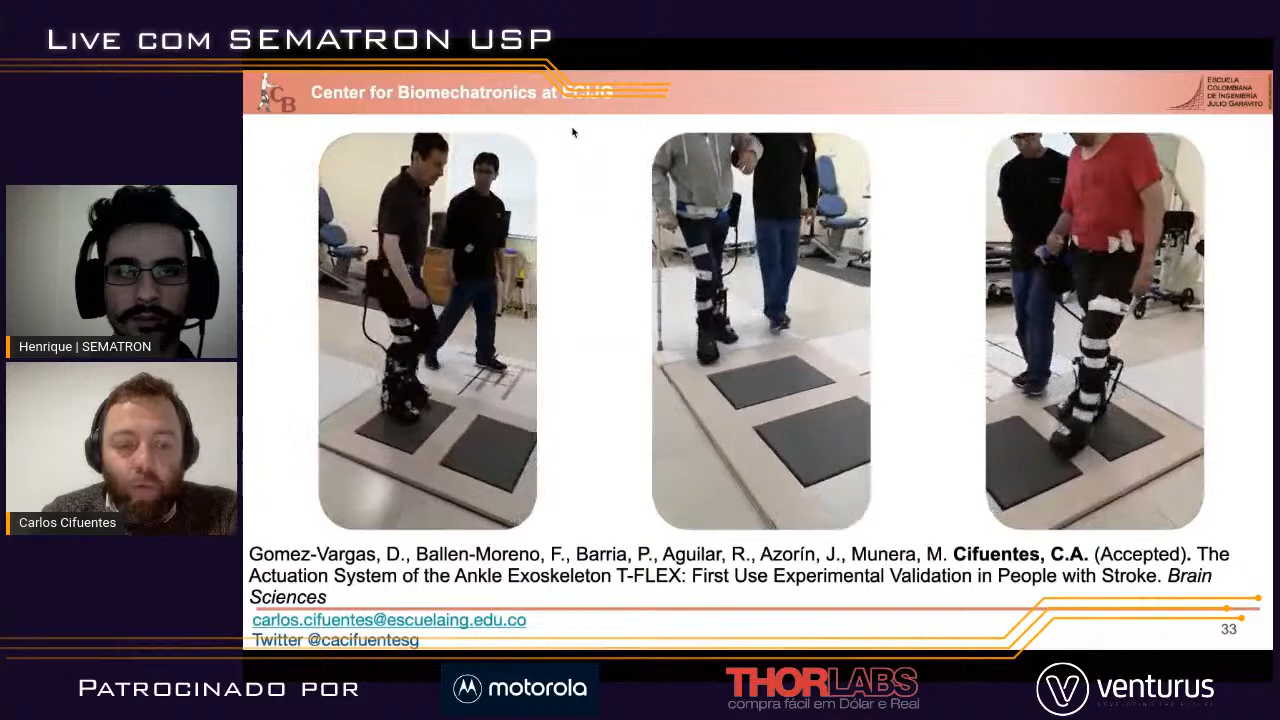 LIVE COM SEMATRON USP
Center for Biomechatronics at ECIJG
CB
ESCUELA
COLOMBIANA
DE INGENIERÍA
JULIO GARAVITO
Henrique | SEMATRON
Carlos Cifuentes
Gomez-Vargas, D., Ballen-Moreno, F., Barria, P., Aguilar, R., Azorín, J., Munera, M. Cifuentes, C.A. (Accepted). The
Actuation System of the Ankle Exoskeleton T-FLEX: First Use Experimental Validation in People with Stroke. Brain
Sciences
carlos.cifuentes@escuelaing.edu.co
Twitter @cacifuentesg
33
PATROCINADO POR
motorola
THORLABS
compra fácil em Dólar e Real
venturus